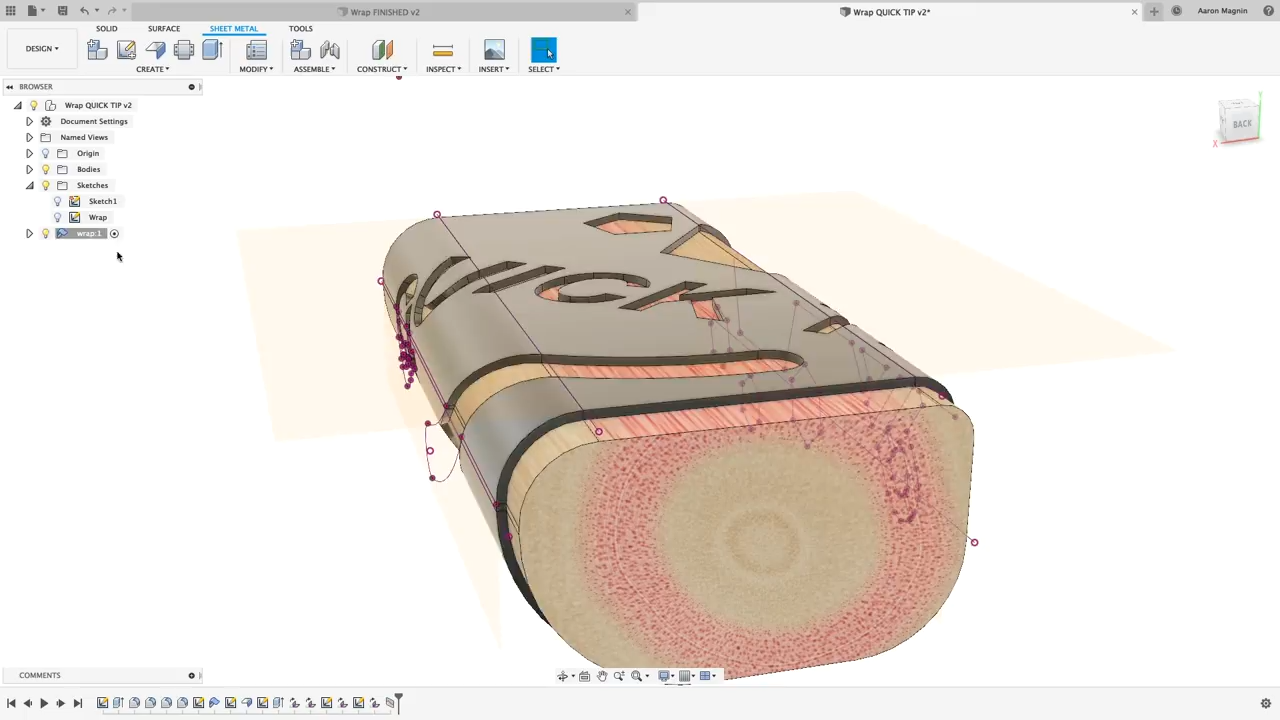 Wrap FINISHED v2
Wrap QUICK TIP v2*
Aaron Magnin
DESIGN
SOLID SURFACE SHEET METAL TOOLS
CREATE MODIFY ASSEMBLE CONSTRUCT INSPECT INSERT SELECT
BROWSER
Wrap QUICK TIP v2
Document Settings
Named Views
Origin
Bodies
Sketches
Sketch1
Wrap
wrap:1
Y
BACK
X
ICK
COMMENTS